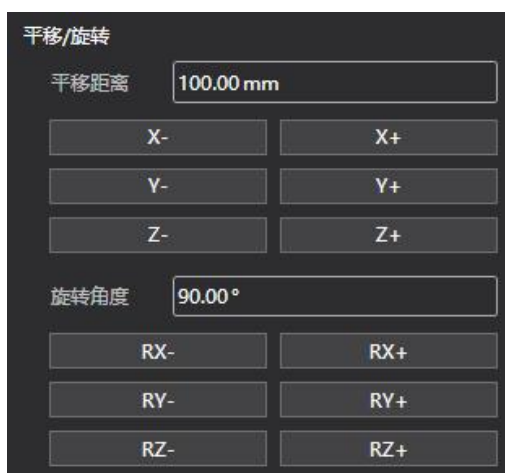 平移/旋转
平移距离 100.00 mm
X- X+
Y- Y+
Z- Z+
旋转角度 90.00°
RX- RX+
RY- RY+
RZ- RZ+